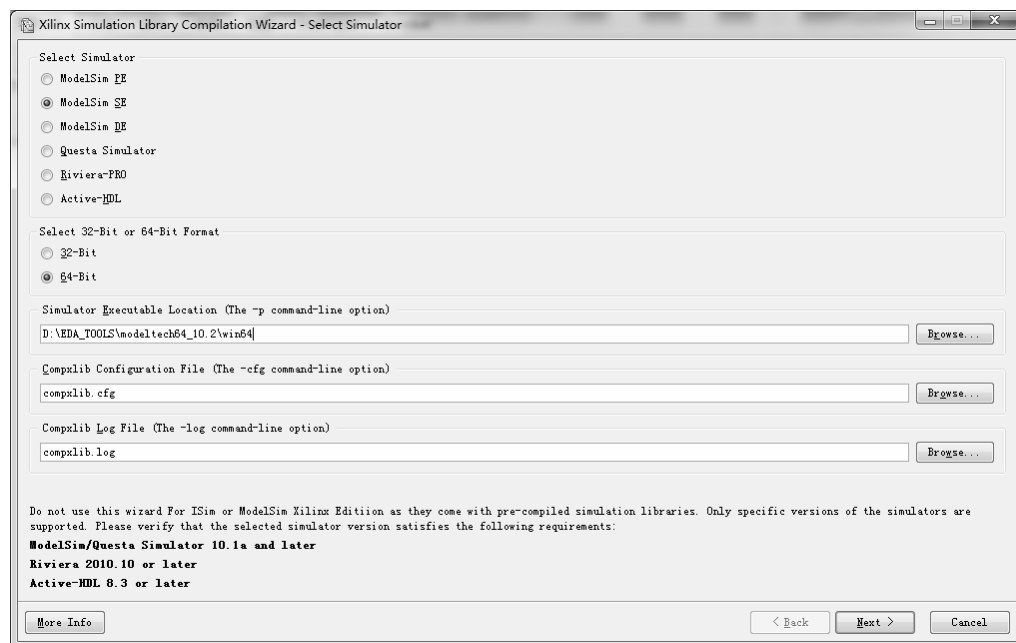 Xilinx Simulation Library Compilation Wizard - Select Simulator
Select Simulator
ModelSim PE
ModelSim SE
ModelSim DE
Questa Simulator
Riviera-PRO
Active-HDL
Select 32-Bit or 64-Bit Format
32-Bit
64-Bit
Simulator Executable Location (The -p command-line option)
D:\EDA_TOOLS\modeltech64_10.2\win64
Browse...
Compxlib Configuration File (The -cfg command-line option)
compxlib.cfg
Browse...
Compxlib Log File (The -log command-line option)
compxlib.log
Browse...
Do not use this wizard For ISim or ModelSim Xilinx Editiion as they come with pre-compiled simulation libraries. Only specific versions of the simulators are
supported. Please verify that the selected simulator version satisfies the following requirements:
ModelSim/Questa Simulator 10.1a and later
Riviera 2010.10 or later
Active-HDL 8.3 or later
More Info
< Back
Next >
Cancel